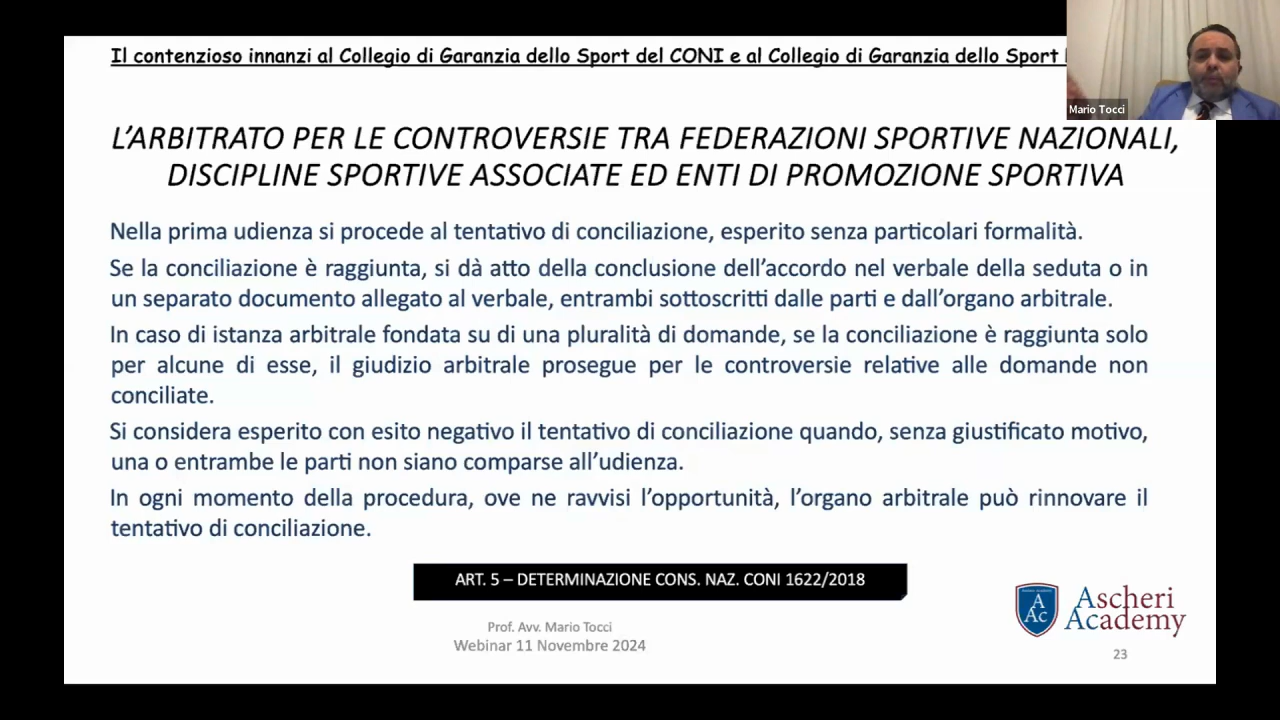 Il contenzioso innanzi al Collegio di Garanzia dello Sport del CONI e al Collegio di Garanzia dello Sport
Mario Tocci
L’ARBITRATO PER LE CONTROVERSIE TRA FEDERAZIONI SPORTIVE NAZIONALI,
DISCIPLINE SPORTIVE ASSOCIATE ED ENTI DI PROMOZIONE SPORTIVA
Nella prima udienza si procede al tentativo di conciliazione, esperito senza particolari formalità.
Se la conciliazione è raggiunta, si dà atto della conclusione dell’accordo nel verbale della seduta o in
un separato documento allegato al verbale, entrambi sottoscritti dalle parti e dall’organo arbitrale.
In caso di istanza arbitrale fondata su di una pluralità di domande, se la conciliazione è raggiunta solo
per alcune di esse, il giudizio arbitrale prosegue per le controversie relative alle domande non
conciliate.
Si considera esperito con esito negativo il tentativo di conciliazione quando, senza giustificato motivo,
una o entrambe le parti non siano comparse all’udienza.
In ogni momento della procedura, ove ne ravvisi l’opportunità, l’organo arbitrale può rinnovare il
tentativo di conciliazione.
ART. 5 – DETERMINAZIONE CONS. NAZ. CONI 1622/2018
Prof. Avv. Mario Tocci
Webinar 11 Novembre 2024
A
Ac
Ascheri
Academy
23